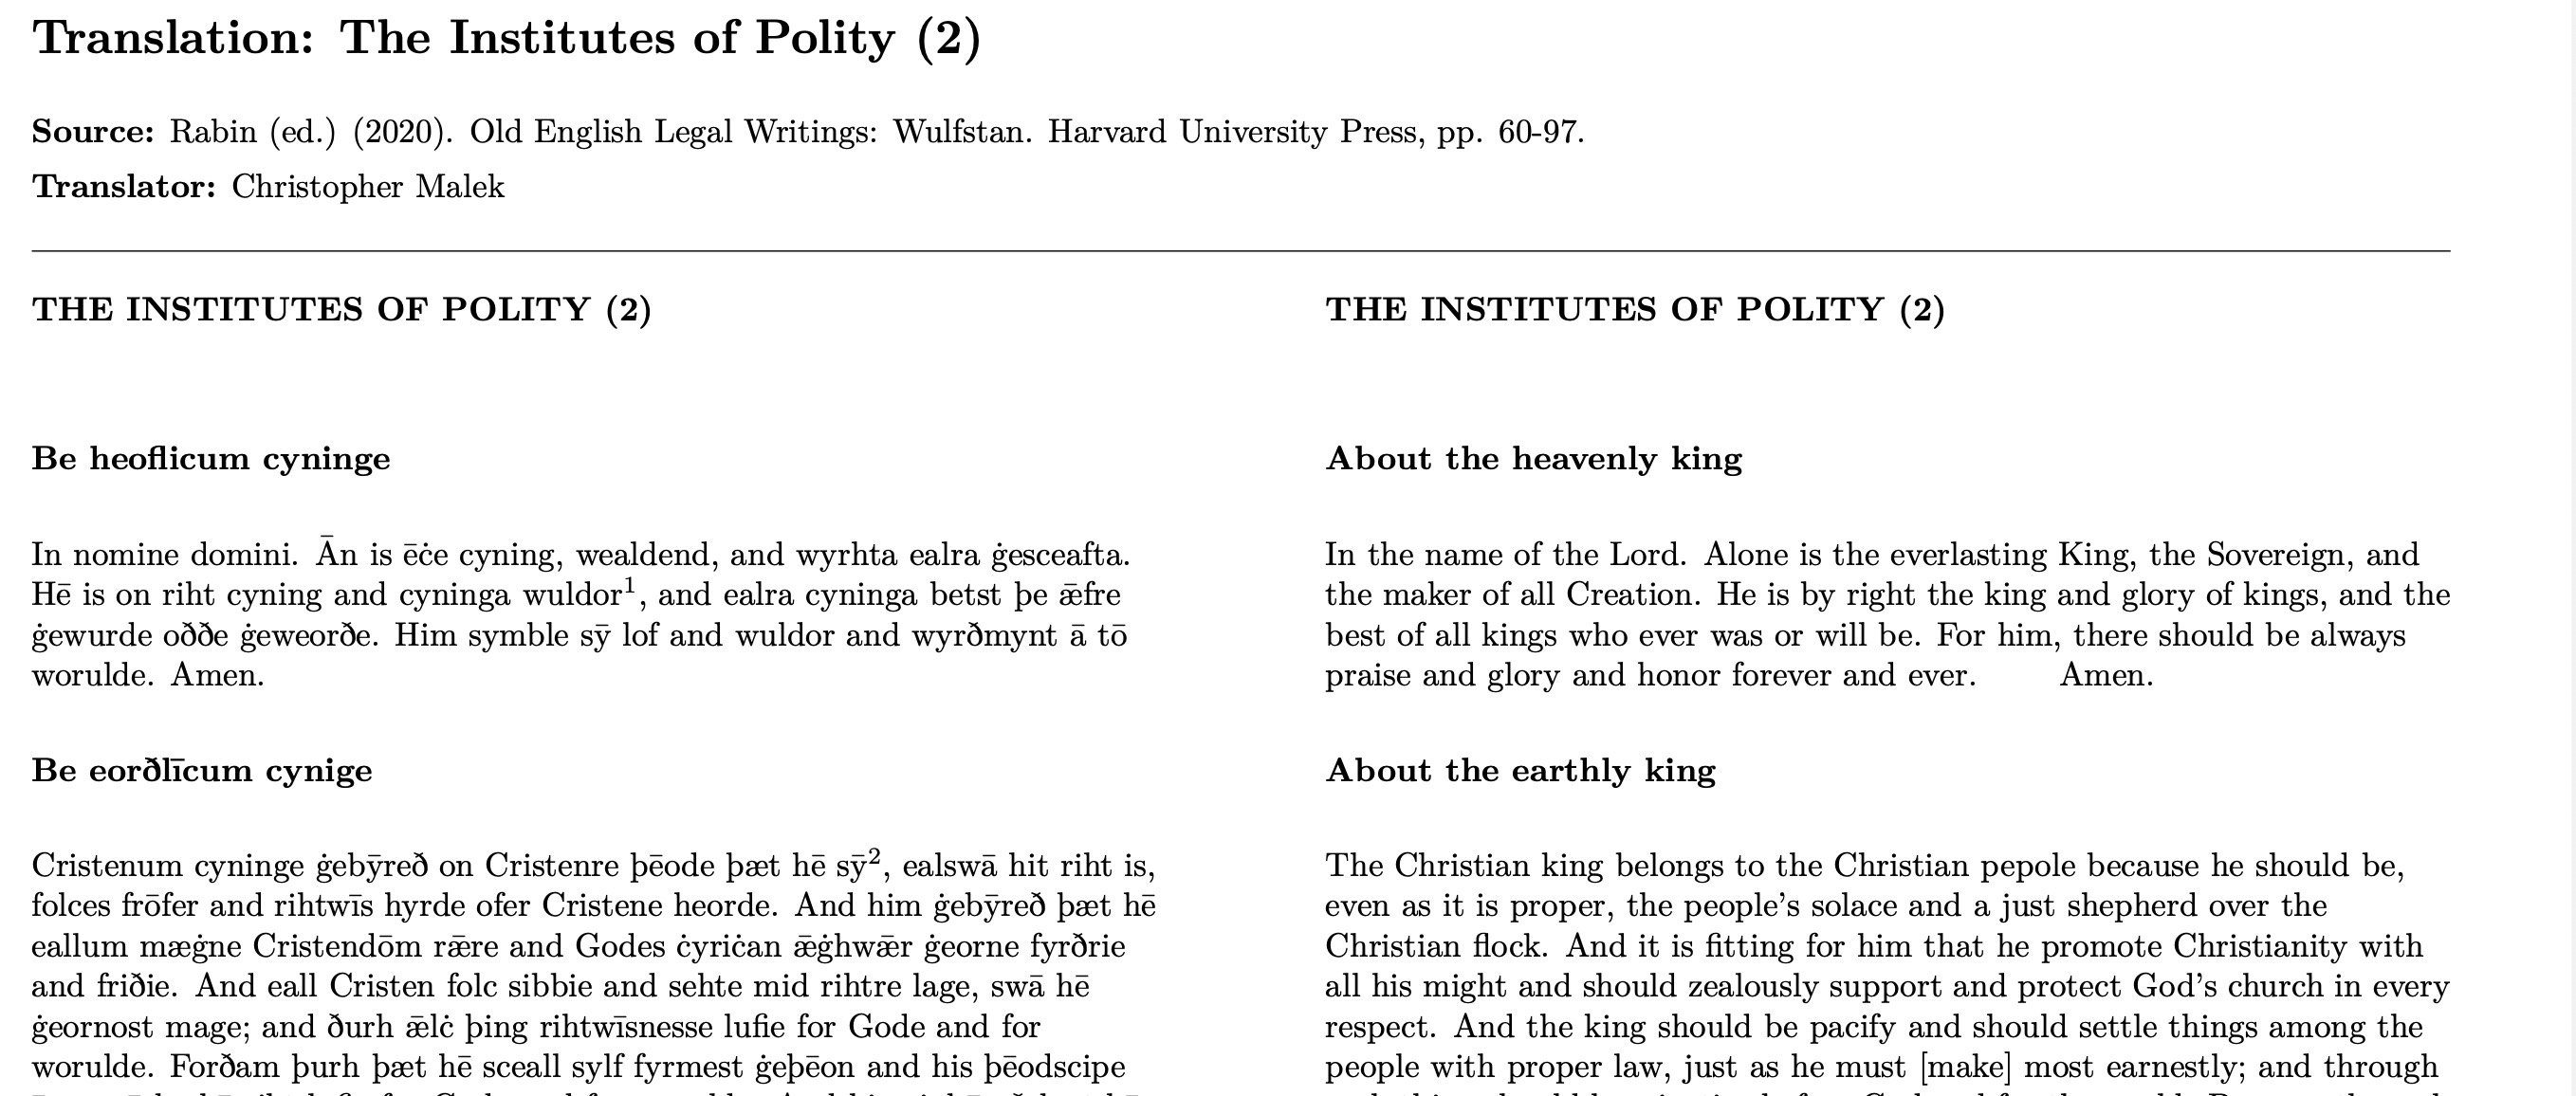 Translation: The Institutes of Polity (2)
Source: Rabin (ed.) (2020). Old English Legal Writings: Wulfstan. Harvard University Press, pp. 60-97.
Translator: Christopher Malek
THE INSTITUTES OF POLITY (2)
Be heoflicum cyninge
In nomine domini. Ān is ēċe cyning, wealdend, and wyrhta ealra ġesceafta.
Hē is on riht cyning and cyninga wuldor¹, and ealra cyninga betst þe ǣfre
ġewurde oððe ġeweorðe. Him symble sȳ lof and wuldor and wyrðmynt ā tō
worulde. Amen.
Be eorðlīcum cynige
Cristenum cyninge ġebȳreð on Cristenre þēode þæt hē sȳ², ealswā hit riht is,
folces frōfer and rihtwīs hyrde ofer Cristene heorde. And him ġebȳreð þæt hē
eallum mæġne Cristendōm rǣre and Godes ċyriċan ǣġhwǣr ġeorne fyrðrie
and friðie. And eall Cristen folc sibbie and sehte mid rihtre lage, swā hē
ġeornost mage; and ðurh ǣlċ þing rihtwīsnesse lufie for Gode and for
worulde. Forðam þurh þæt hē sceall sylf fyrmest ġeþēon and his þēodscipe
THE INSTITUTES OF POLITY (2)
About the heavenly king
In the name of the Lord. Alone is the everlasting King, the Sovereign, and
the maker of all Creation. He is by right the king and glory of kings, and the
best of all kings who ever was or will be. For him, there should be always
praise and glory and honor forever and ever. Amen.
About the earthly king
The Christian king belongs to the Christian pepole because he should be,
even as it is proper, the people's solace and a just shepherd over the
Christian flock. And it is fitting for him that he promote Christianity with
all his might and should zealously support and protect God's church in every
respect. And the king should be pacify and should settle things among the
people with proper law, just as he must [make] most earnestly; and through